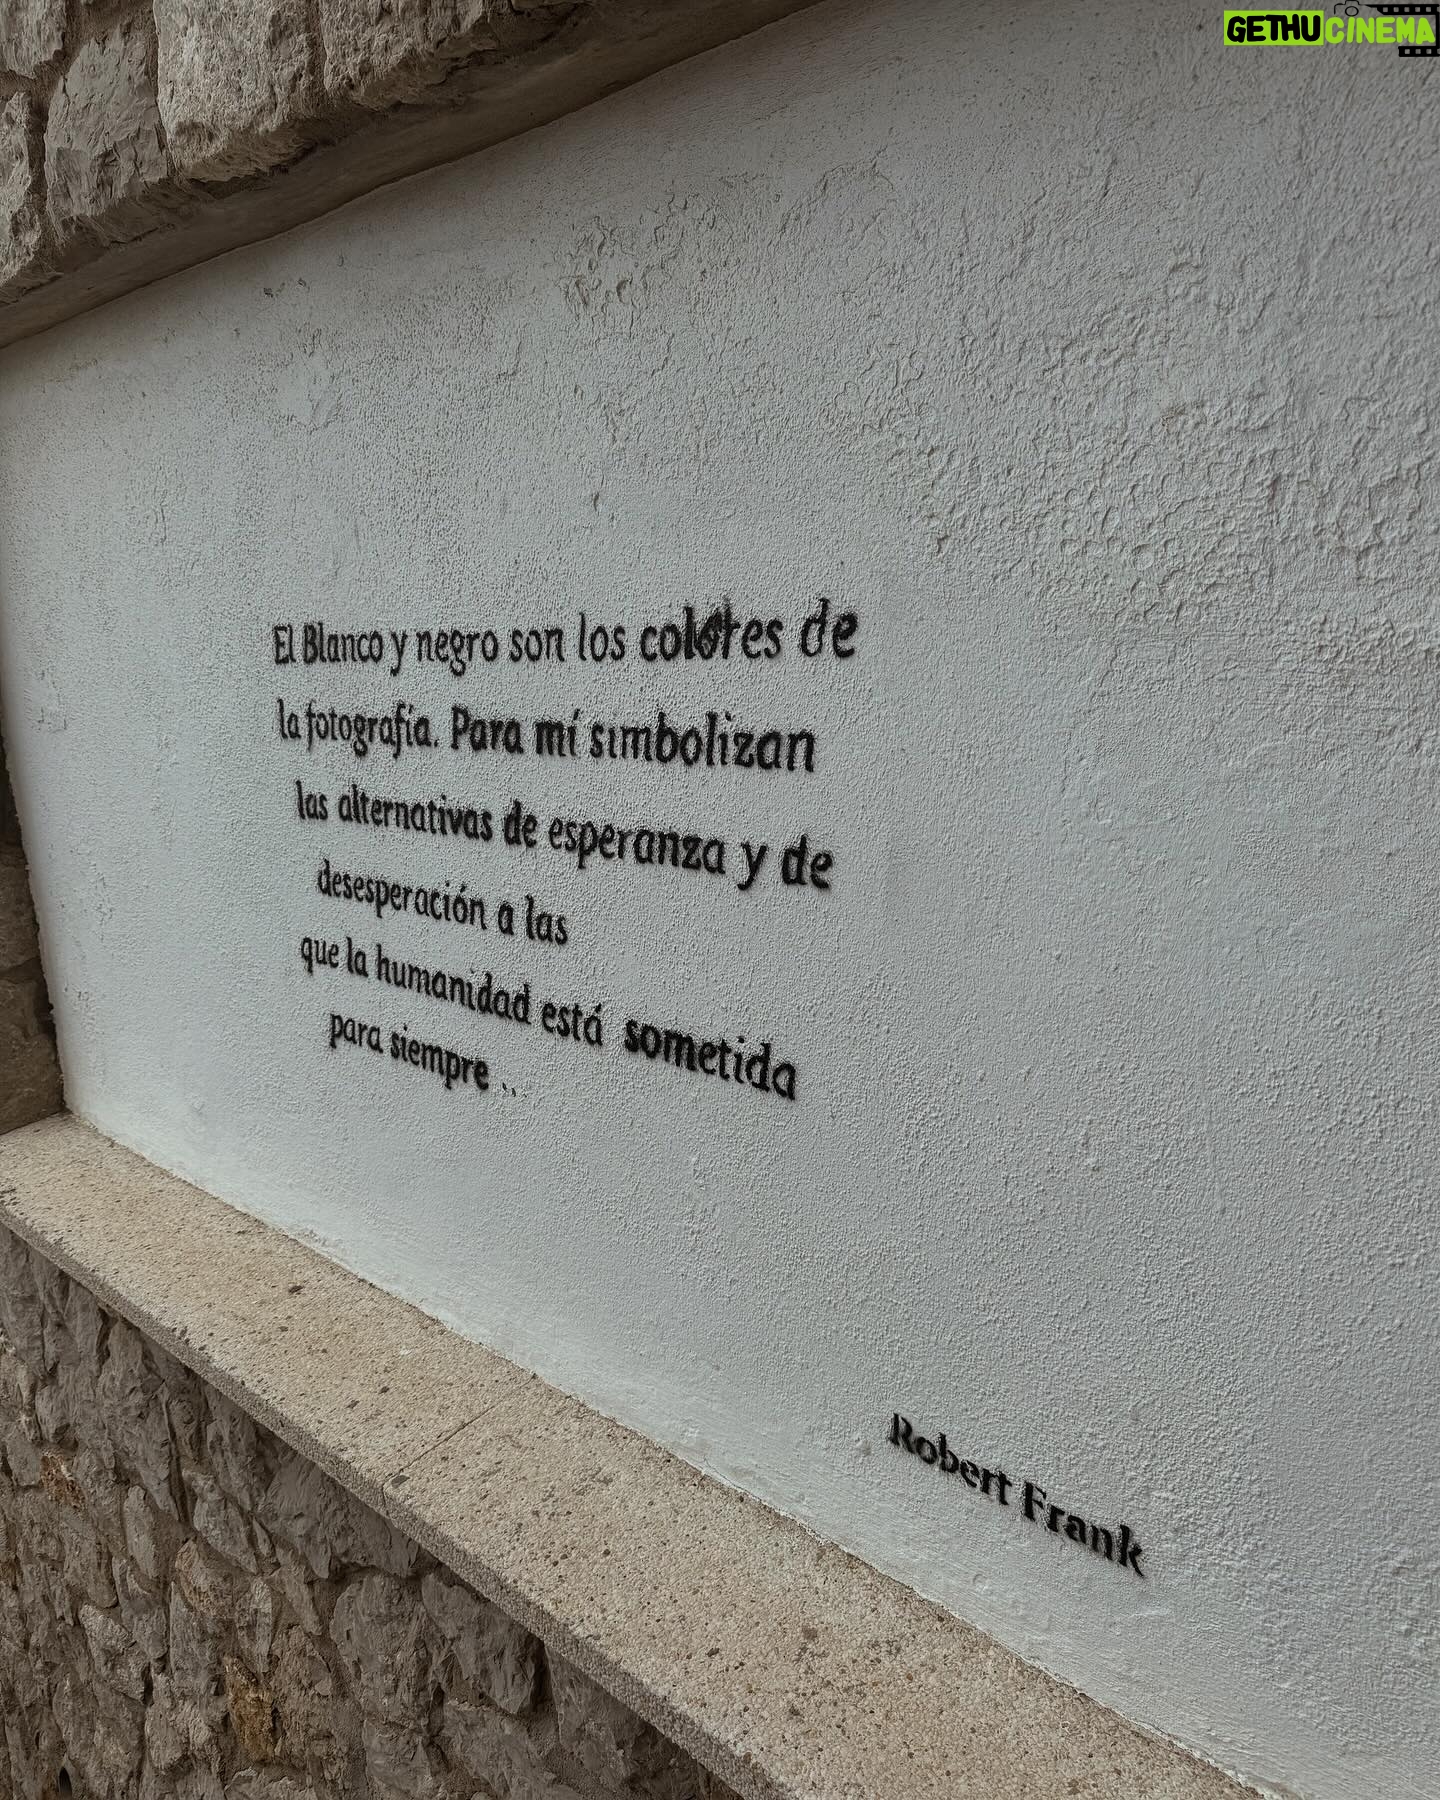 GETHUCINEMA
El Blanco y negro son los colores de
la fotografía. Para mí simbolizan
las alternativas de esperanza y de
desesperación a las
que la humanidad está sometida
para siempre ...
Robert Frank